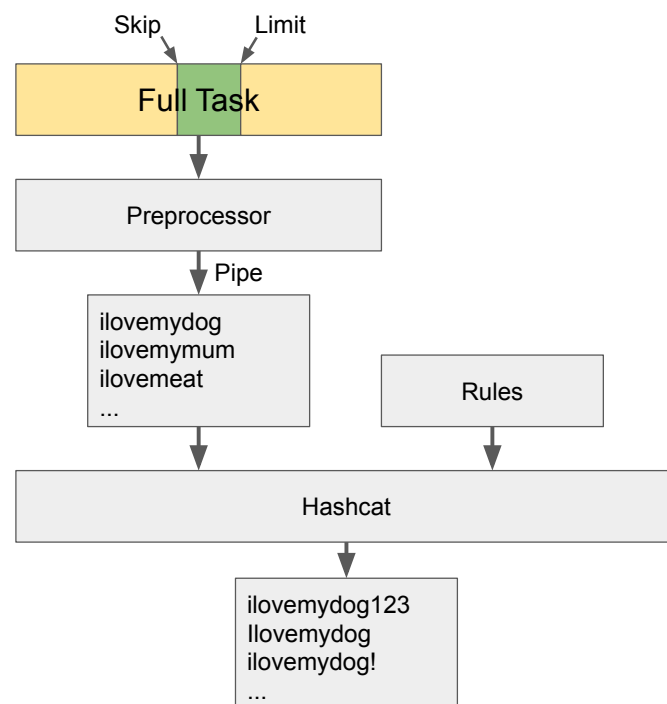 Skip
Limit
Full Task
Preprocessor
Pipe
ilovemydog
ilovemymum
ilovemeat
...
Rules
Hashcat
ilovemydog123
Ilovemydog
ilovemydog!
...